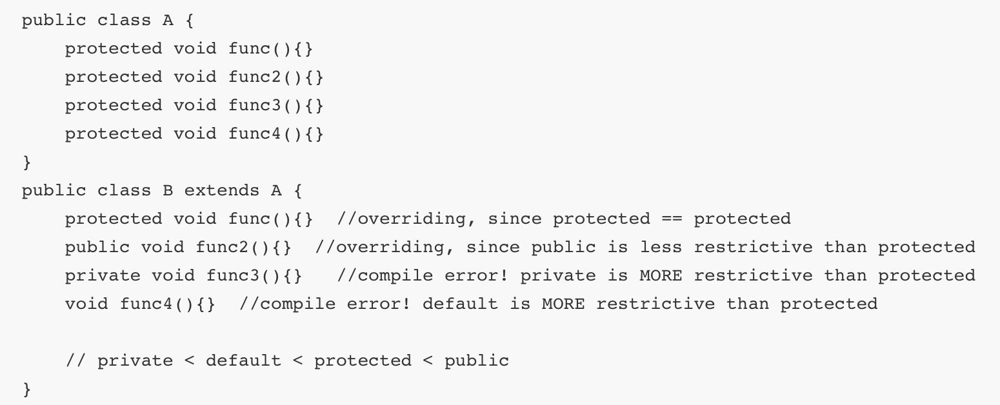 public class A {
    protected void func(){}
    protected void func2(){}
    protected void func3(){}
    protected void func4(){}
}
public class B extends A {
    protected void func(){}  //overriding, since protected == protected
    public void func2(){}  //overriding, since public is less restrictive than protected
    private void func3(){}   //compile error! private is MORE restrictive than protected
    void func4(){}  //compile error! default is MORE restrictive than protected

    // private < default < protected < public
}